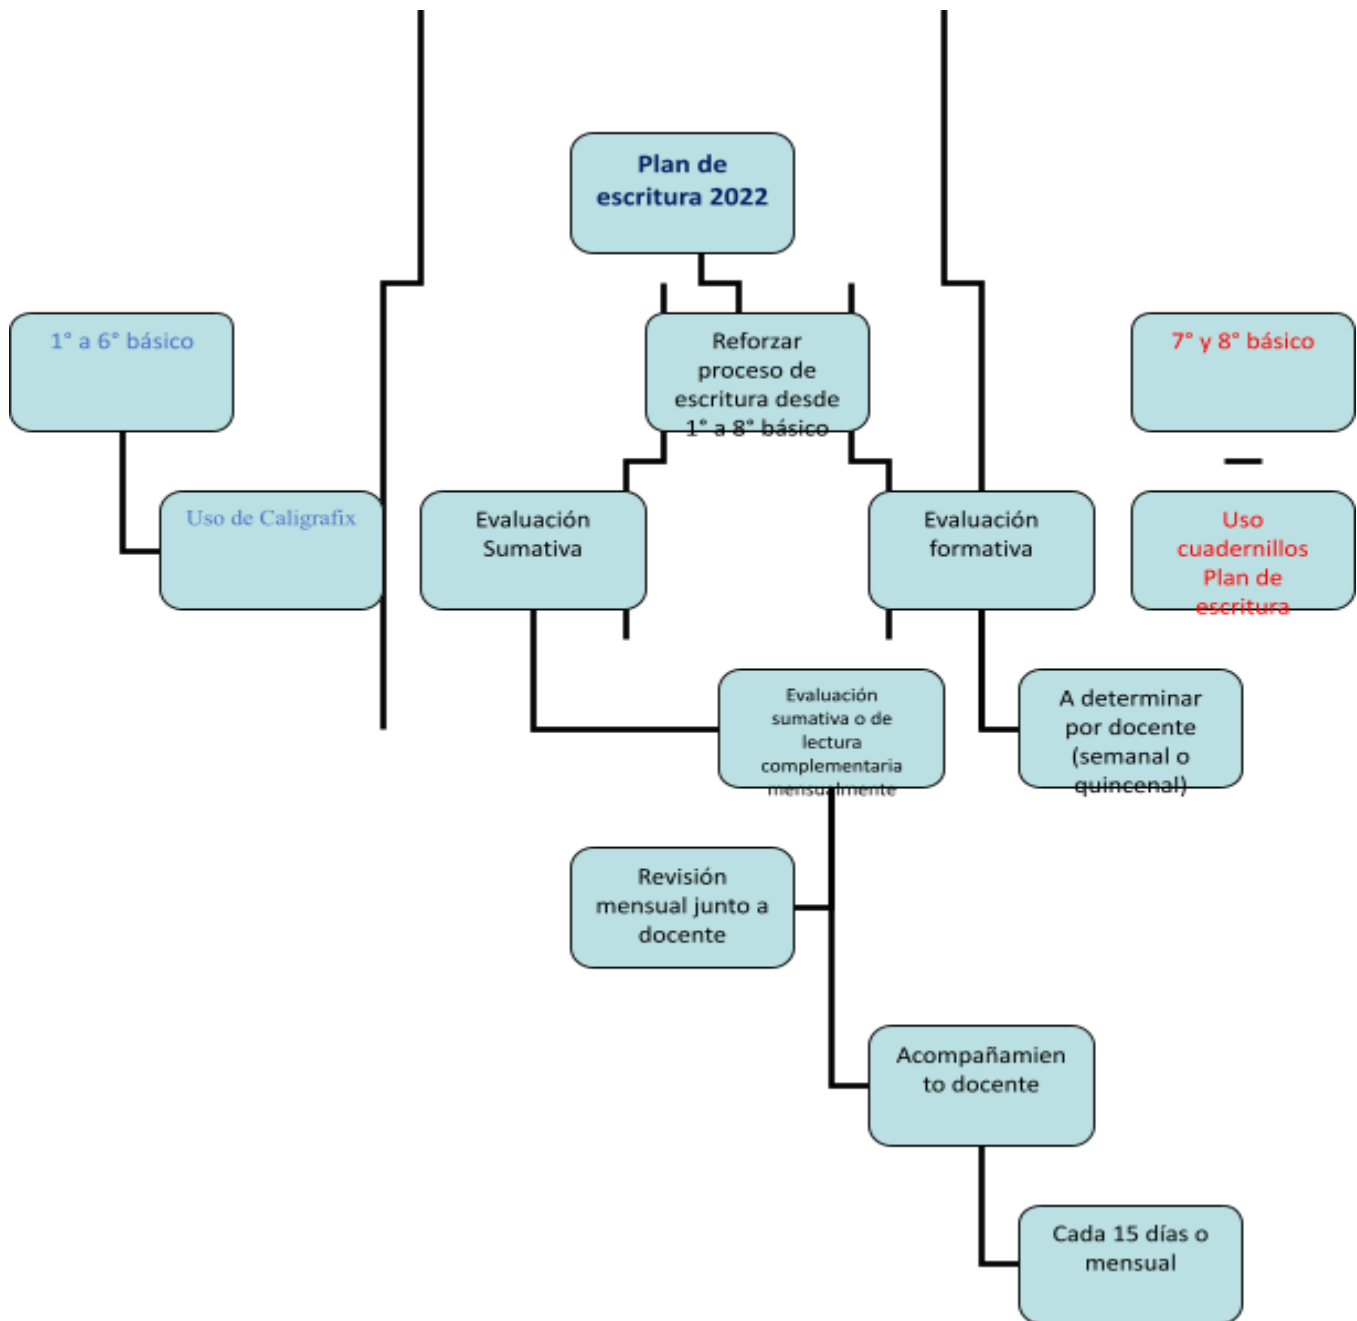 Plan de
escritura 2022
1° a 6° básico
Reforzar
proceso de
escritura desde
1° a 8° básico
7° y 8° básico
Uso de Caligrafix
Evaluación
Sumativa
Evaluación
formativa
Uso
cuadernillos
Plan de
escritura
Evaluación
sumativa o de
lectura
complementaria
mensualmente
A determinar
por docente
(semanal o
quincenal)
Revisión
mensual junto a
docente
Acompañamien
to docente
Cada 15 días o
mensual